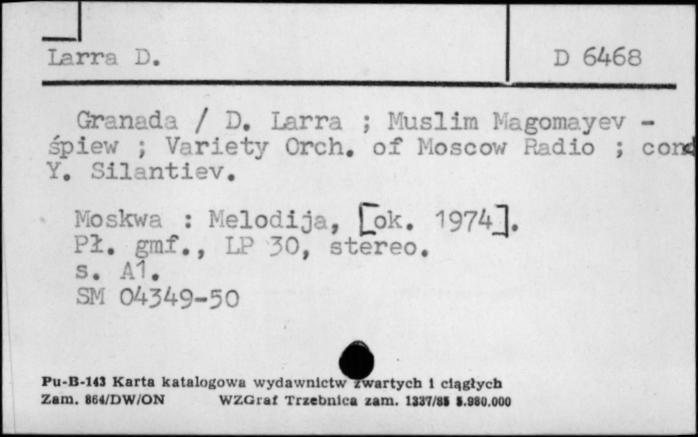 Larra D.
D 6468
Granada / D. Larra ; Muslim Magomayev -
śpiew ; Variety Orch. of Moscow Radio ; cond
Y. Silantiev.
Moskwa : Melodija, [ok. 1974].
Pł. gmf., LP 30, stereo.
s. A1.
SM 04349-50
Pu-B-143 Karta katalogowa wydawnictw zwartych i ciągłych
Zam. 864/DW/ON WZGraf Trzebnica zam. 1337/85 5.980.000